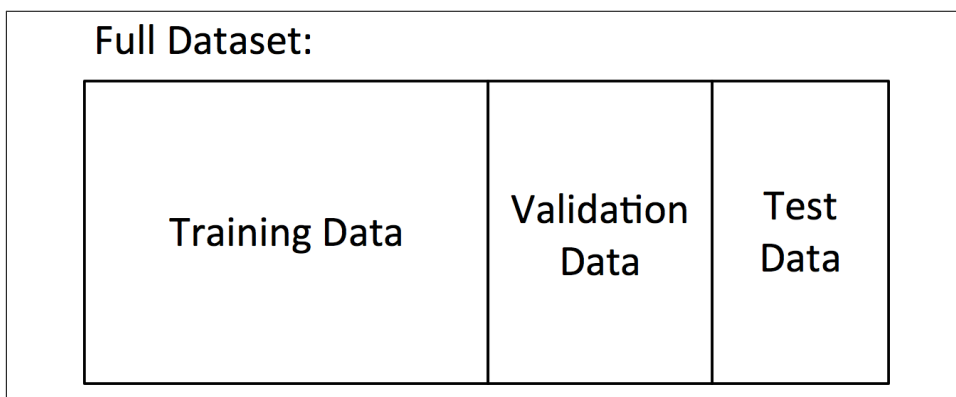 Full Dataset:
Training Data
Validation
Data
Test
Data